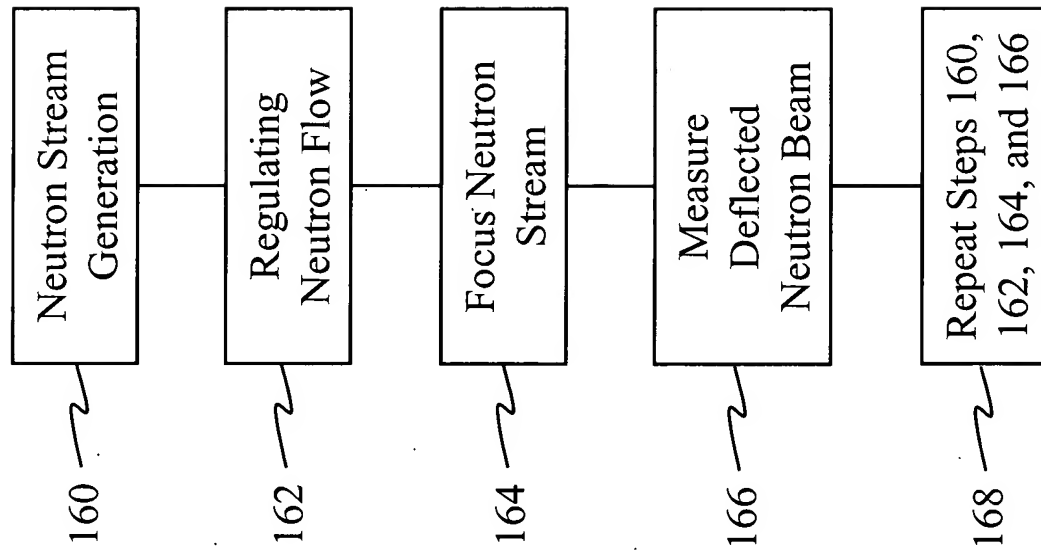 160
Neutron Stream
Generation
162
Regulating
Neutron Flow
164
Focus Neutron
Stream
166
Measure
Deflected
Neutron Beam
168
Repeat Steps 160,
162, 164, and 166